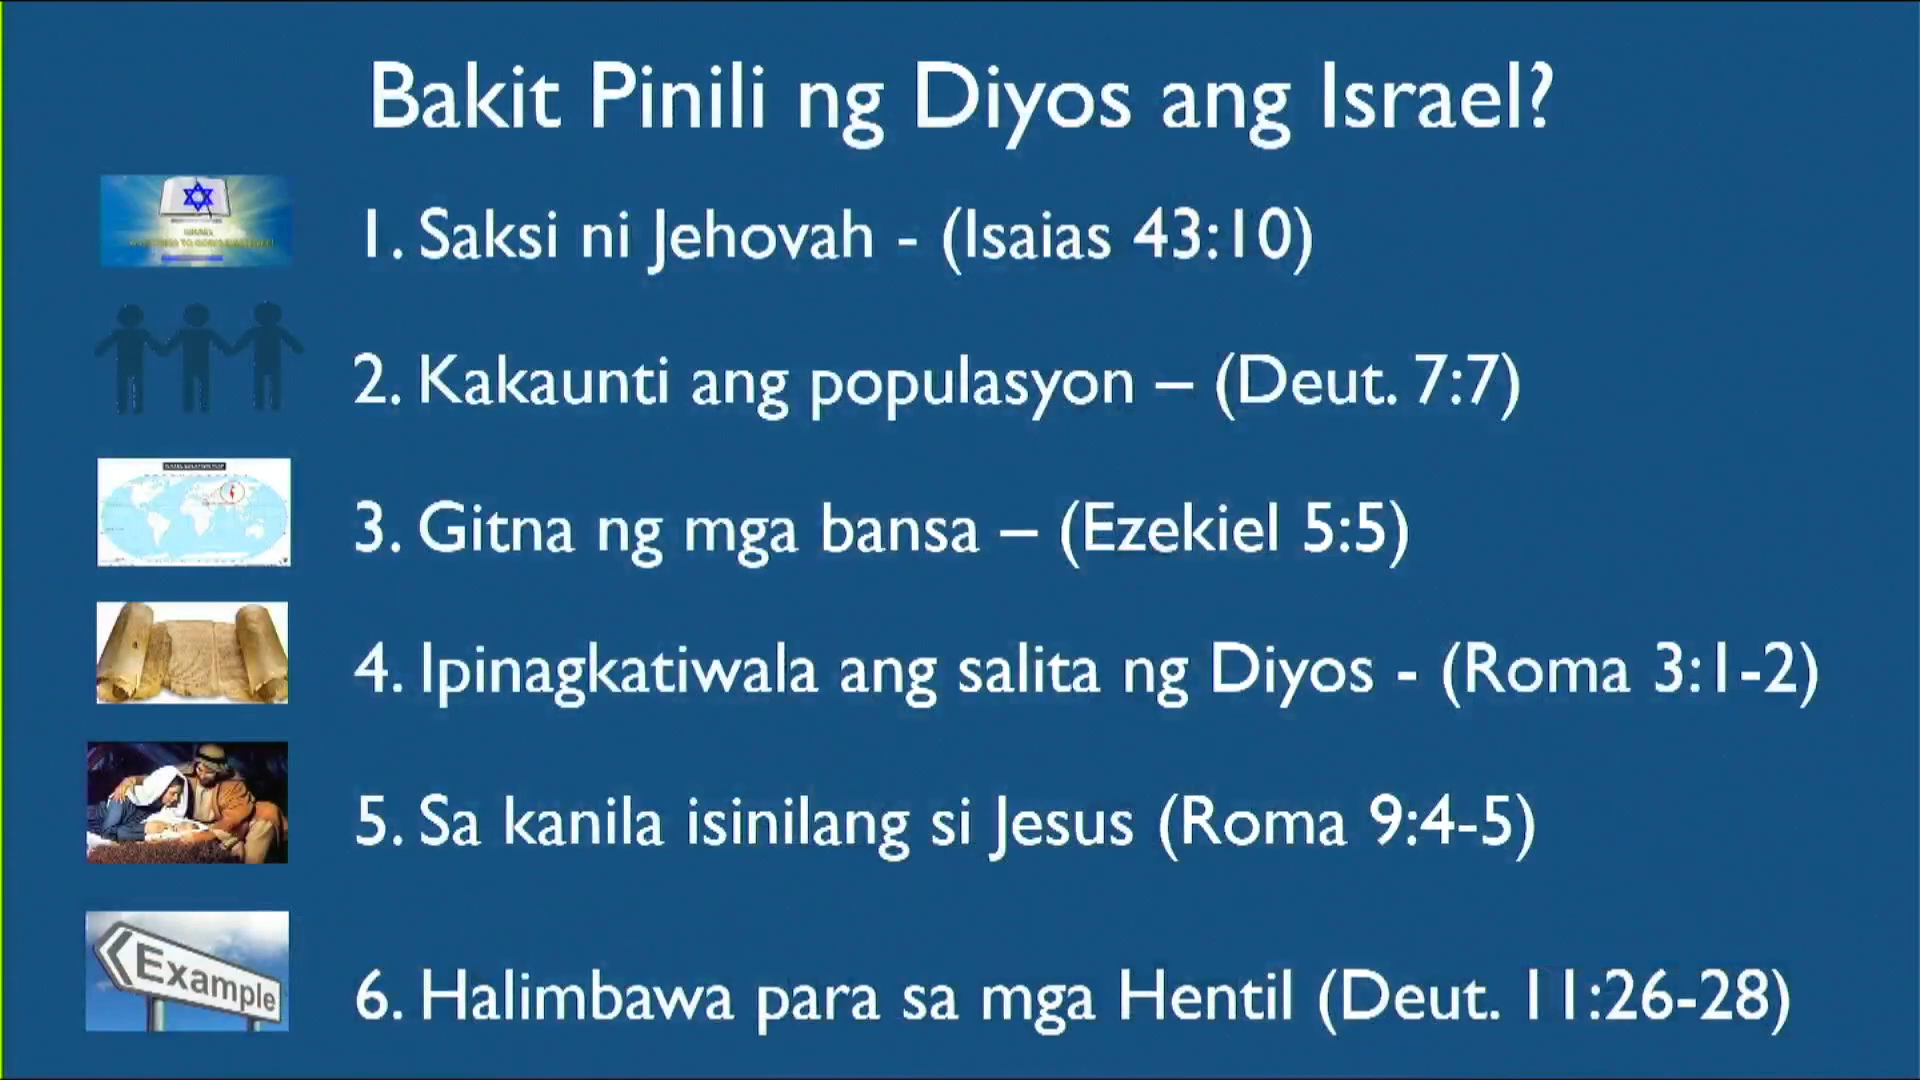 Bakit Pinili ng Diyos ang Israel?
1. Saksi ni Jehovah - (Isaias 43:10)
2. Kakaunti ang populasyon – (Deut. 7:7)
3. Gitna ng mga bansa – (Ezekiel 5:5)
4. Ipinagkatiwala ang salita ng Diyos - (Roma 3:1-2)
5. Sa kanila isinilang si Jesus (Roma 9:4-5)
Example
6. Halimbawa para sa mga Hentil (Deut. 11:26-28)